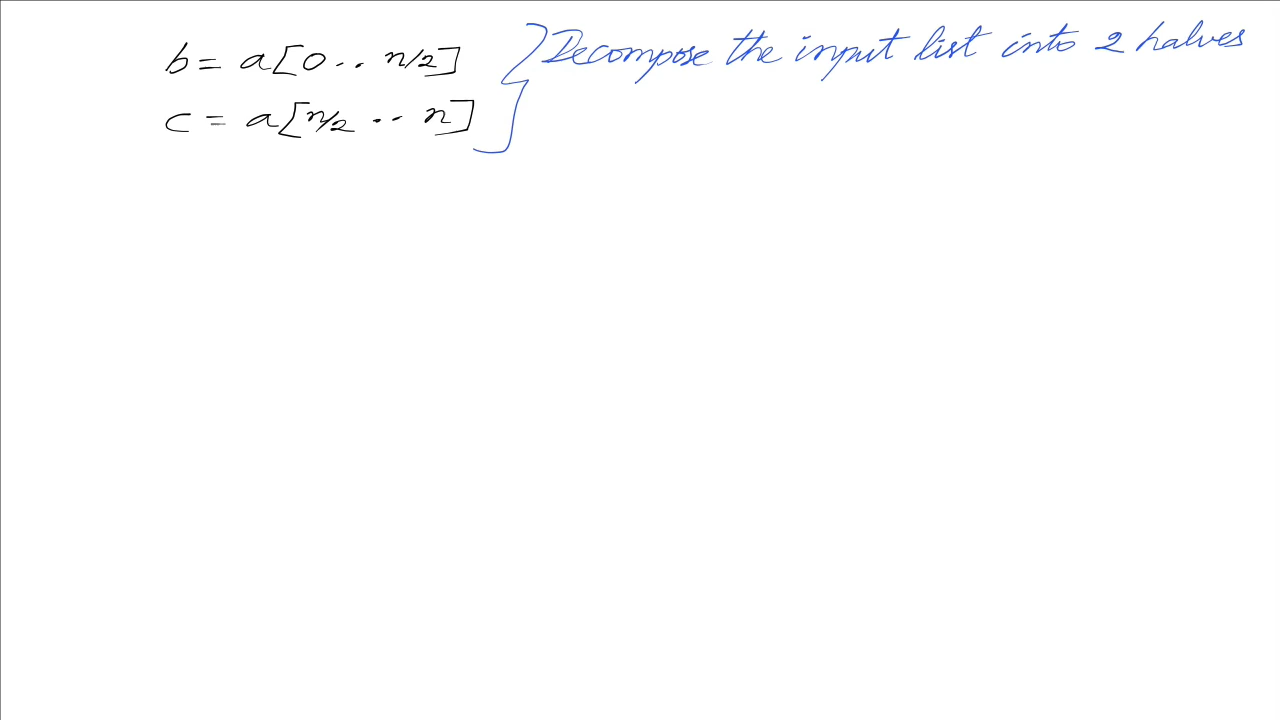 b = a[0.. n/2] } Decompose the input list into 2 halves
c = a[n/2 .. n]